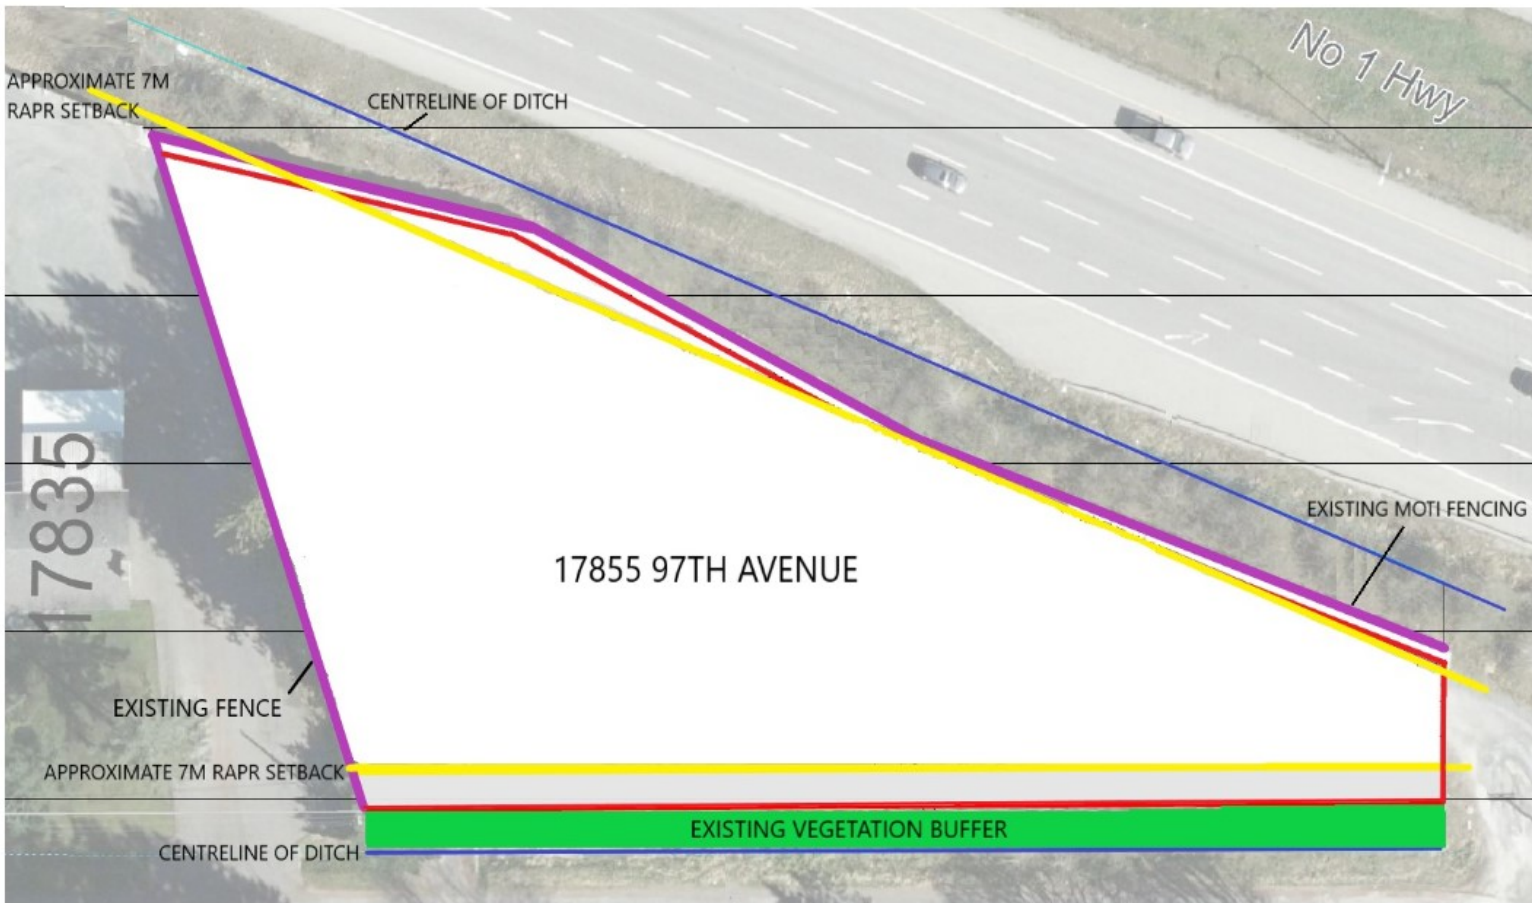 No 1 Hwy
APPROXIMATE 7M
RAPR SETBACK
CENTRELINE OF DITCH
17835
EXISTING MOTI FENCING
17855 97TH AVENUE
EXISTING FENCE
APPROXIMATE 7M RAPR SETBACK
EXISTING VEGETATION BUFFER
CENTRELINE OF DITCH